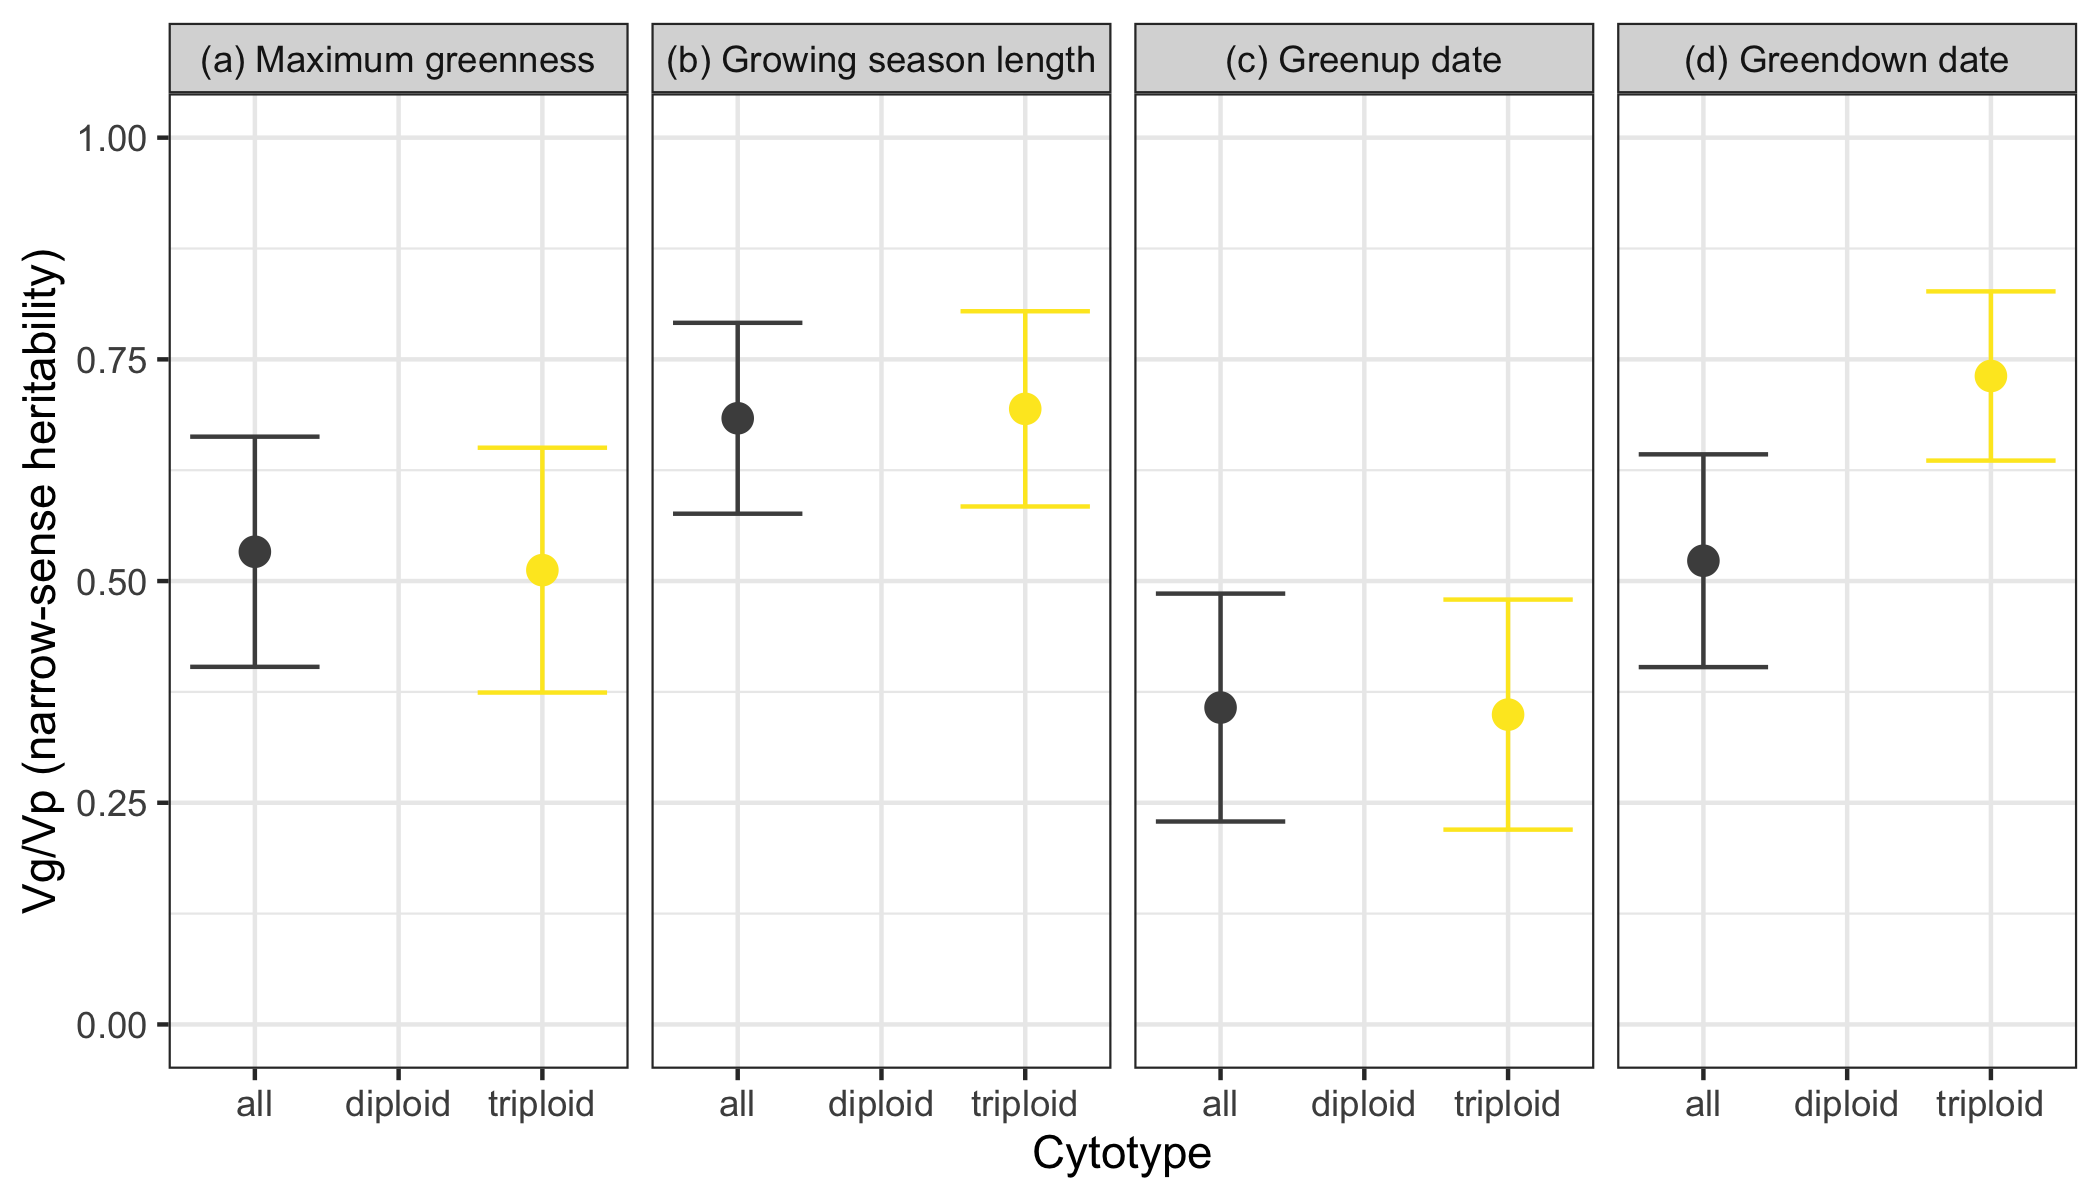 (a) Maximum greenness
(b) Growing season length
(c) Greenup date
(d) Greendown date
Vg/Vp (narrow-sense heritability)
1.00
0.75
0.50
0.25
0.00
all diploid triploid
all diploid triploid
all diploid triploid
all diploid triploid
Cytotype